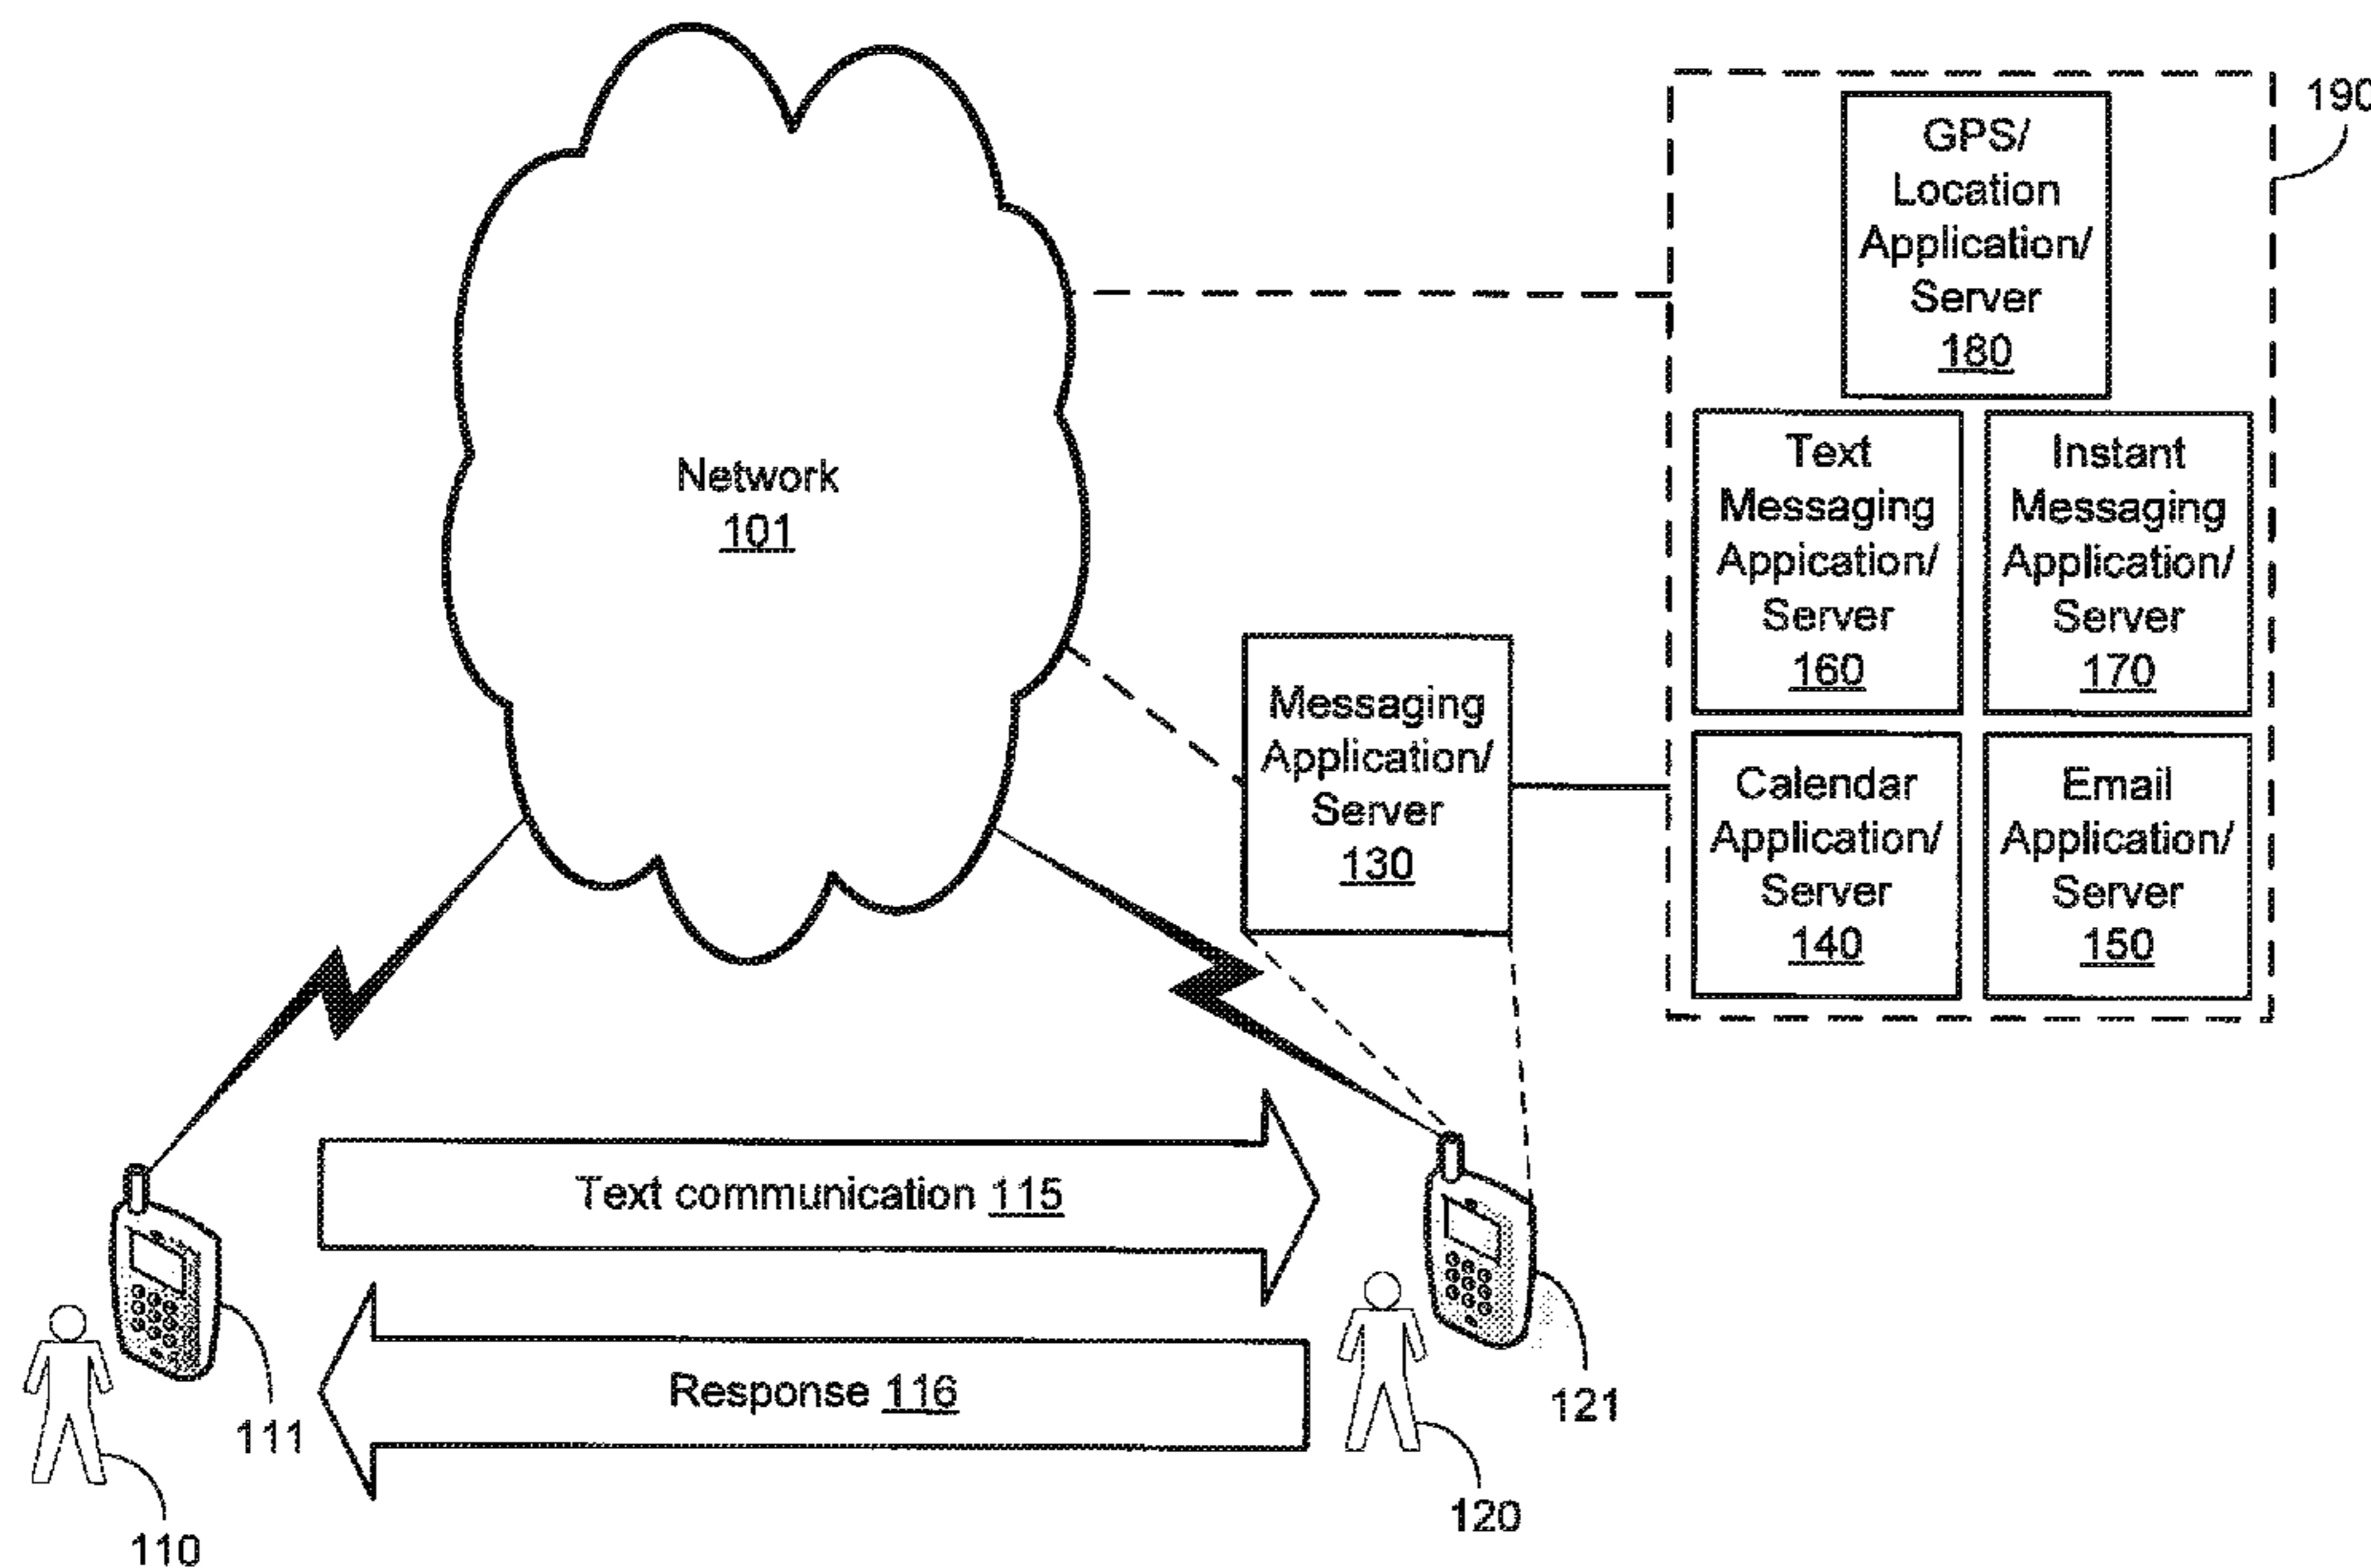 190
GPS/
Location
Application/
Server
180
Network
101
Text
Messaging
Appication/
Server
160
Instant
Messaging
Application/
Server
170
Messaging
Application/
Server
130
Calendar
Application/
Server
140
Email
Application/
Server
150
Text communication 115
Response 116
111
110
121
120